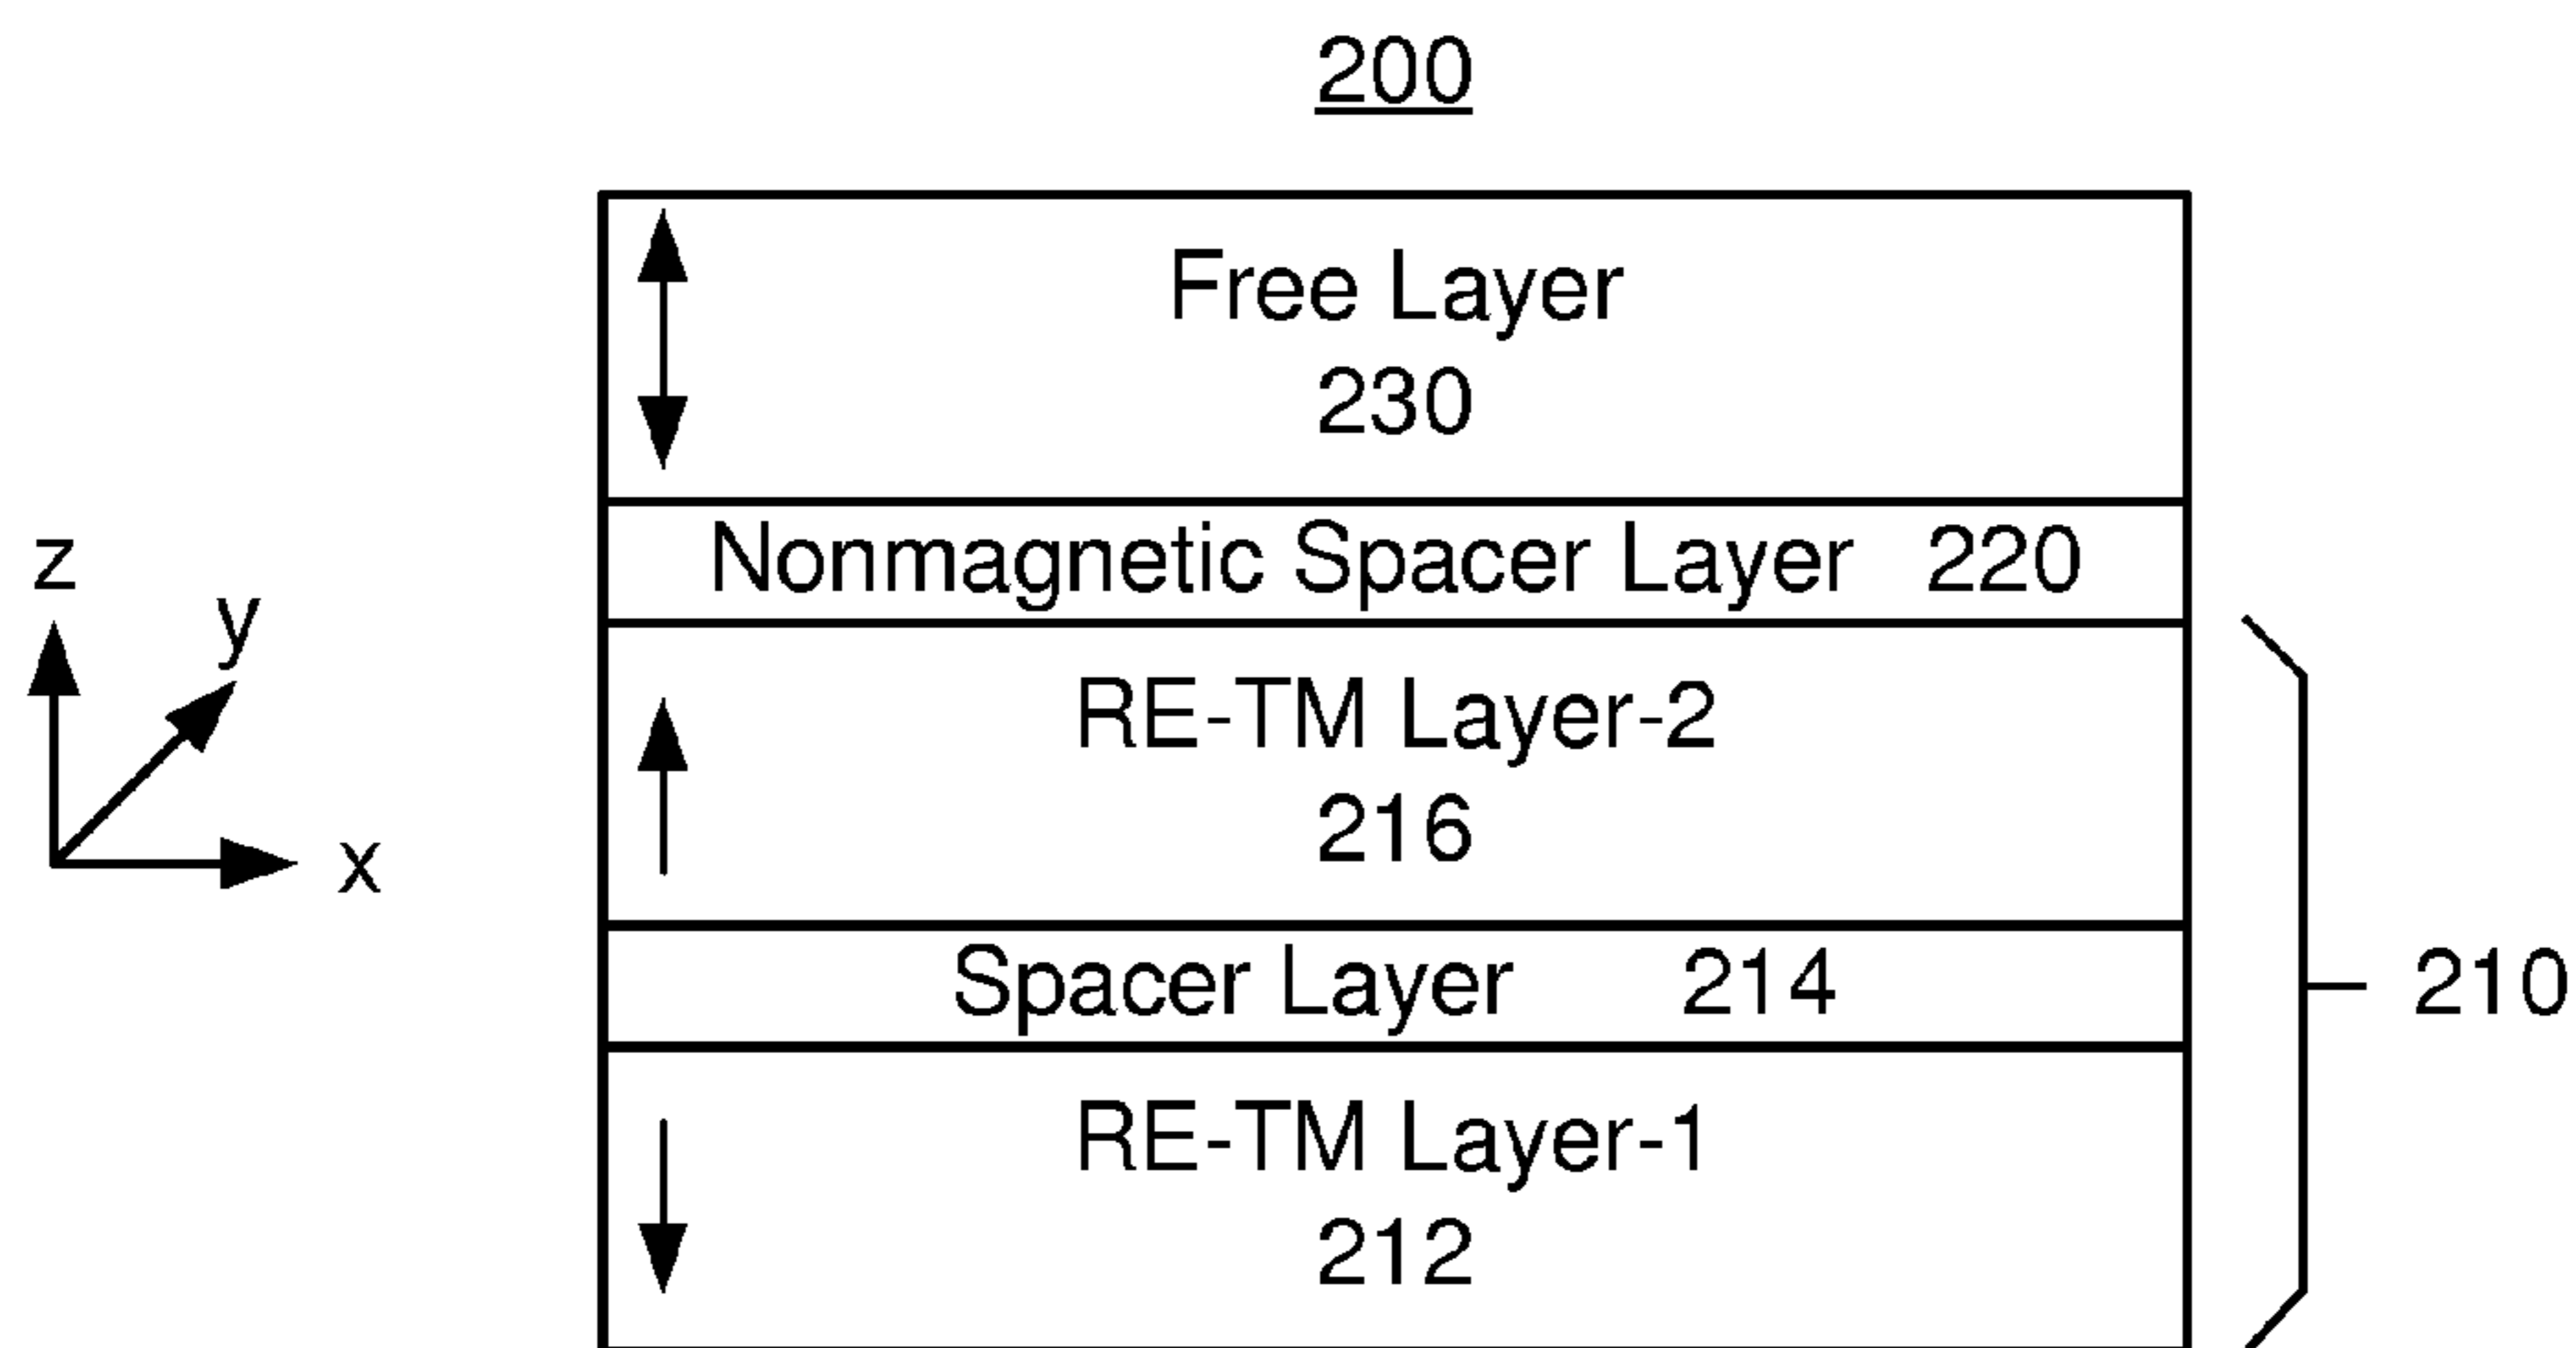 200
Free Layer
230
Nonmagnetic Spacer Layer 220
z
y
x
RE-TM Layer-2
216
Spacer Layer 214
210
RE-TM Layer-1
212